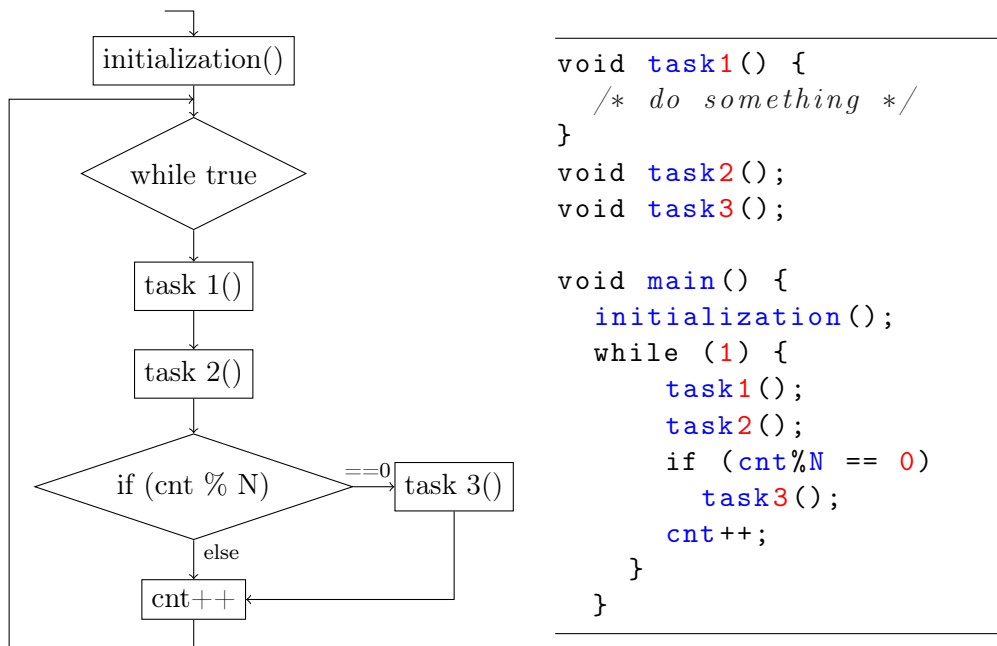 initialization()
while true
task 1()
task 2()
if (cnt % N)
==0
task 3()
else
cnt++
void task1() {
/* do something */
}
void task2();
void task3();
void main() {
initialization();
while (1) {
task1();
task2();
if (cnt%N == 0)
task3();
cnt++;
}
}